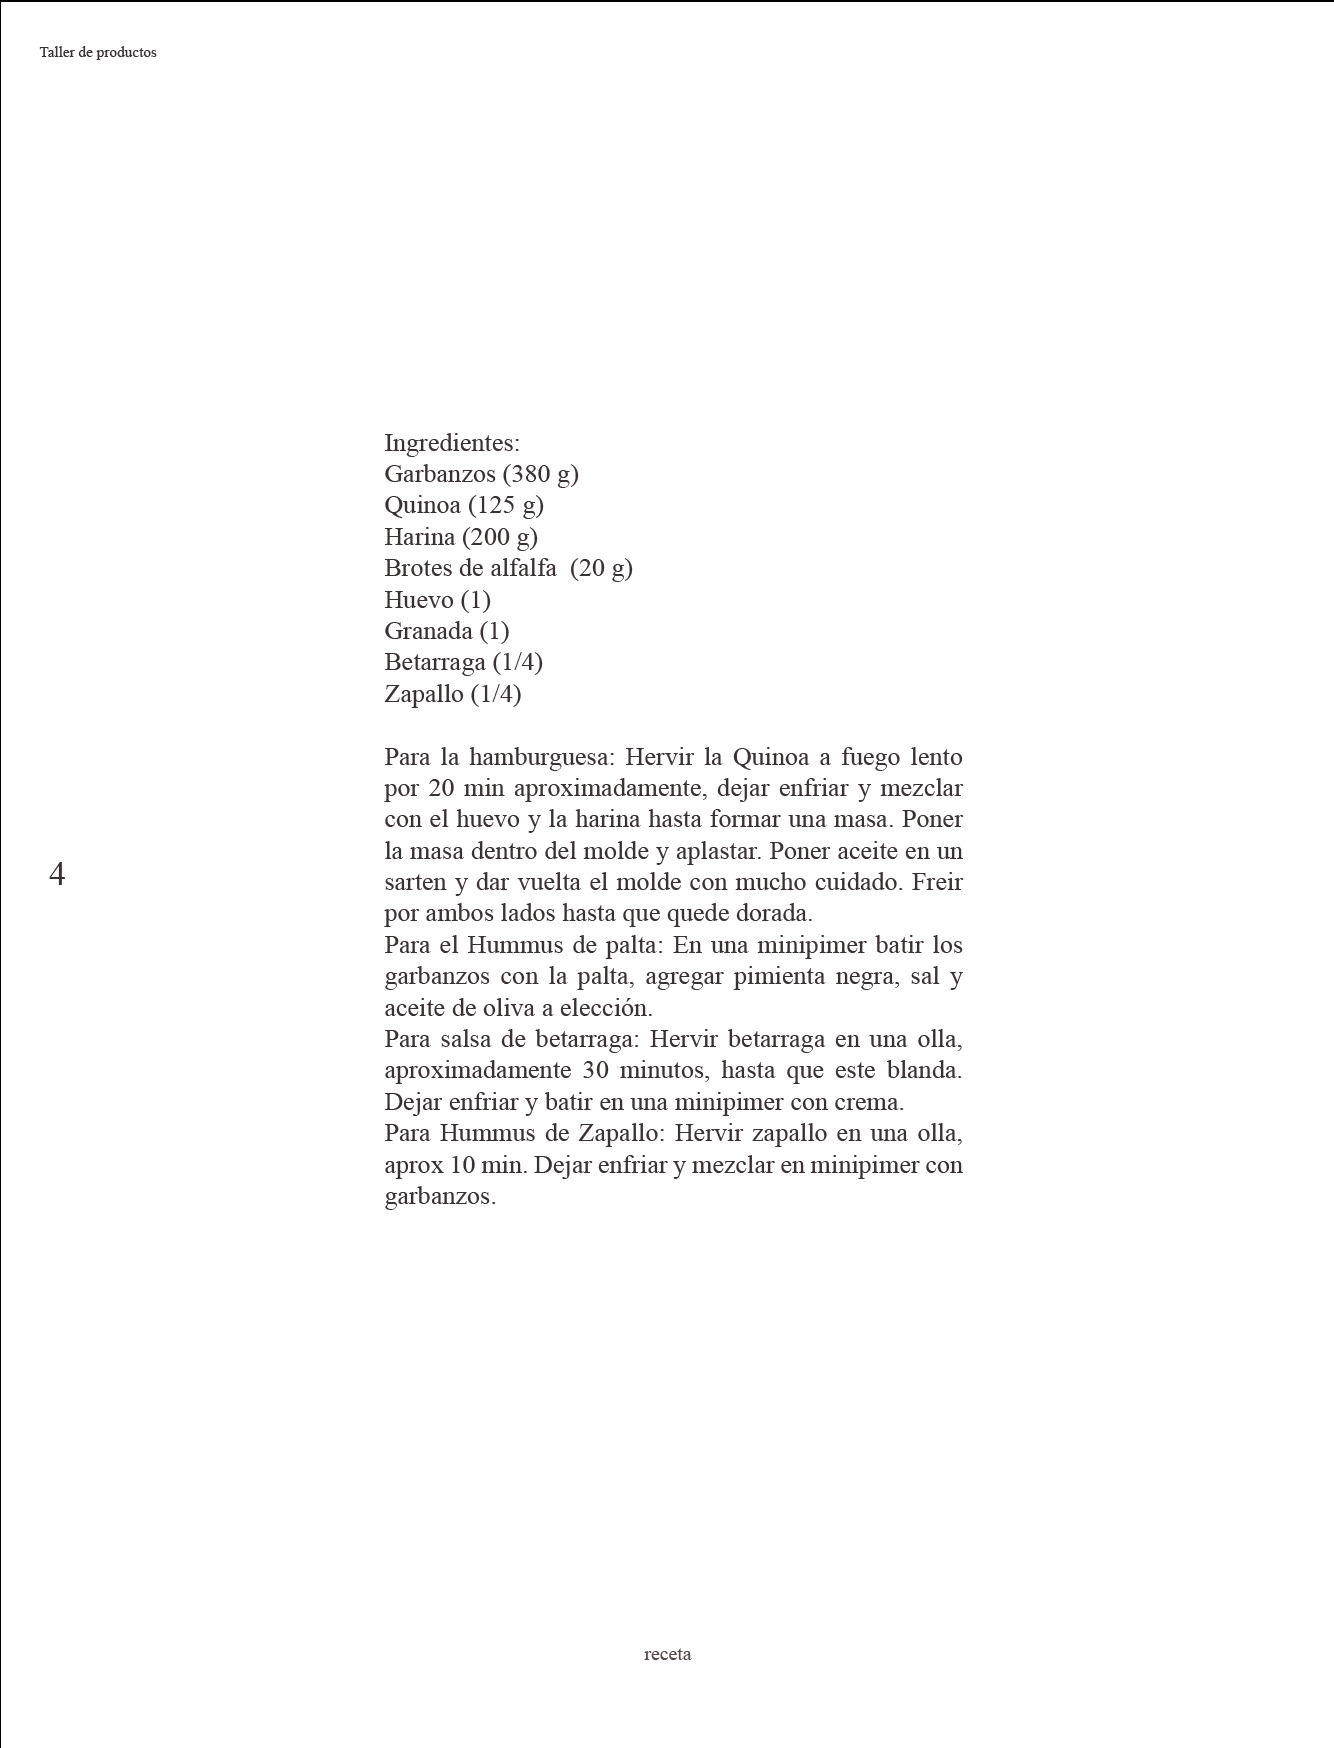 Taller de productos
Ingredientes:
Garbanzos (380 g)
Quinoa (125 g)
Harina (200 g)
Brotes de alfalfa  (20 g)
Huevo (1)
Granada (1)
Betarraga (1/4)
Zapallo (1/4)
Para la hamburguesa: Hervir la Quinoa a fuego lento
por 20 min aproximadamente, dejar enfriar y mezclar
con el huevo y la harina hasta formar una masa. Poner
la masa dentro del molde y aplastar. Poner aceite en un
sarten y dar vuelta el molde con mucho cuidado. Freir
por ambos lados hasta que quede dorada.
Para el Hummus de palta: En una minipimer batir los
garbanzos con la palta, agregar pimienta negra, sal y
aceite de oliva a elección.
Para salsa de betarraga: Hervir betarraga en una olla,
aproximadamente 30 minutos, hasta que este blanda.
Dejar enfriar y batir en una minipimer con crema.
Para Hummus de Zapallo: Hervir zapallo en una olla,
aprox 10 min. Dejar enfriar y mezclar en minipimer con
garbanzos.
4
receta